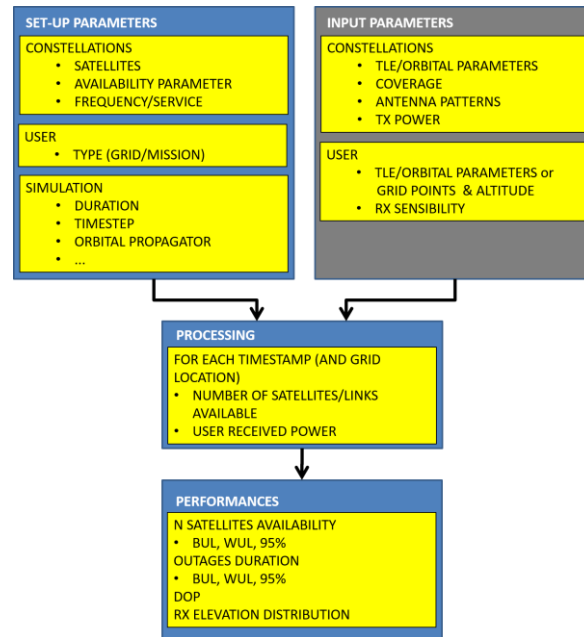 SET-UP PARAMETERS
CONSTELLATIONS
• SATELLITES
• AVAILABILITY PARAMETER
• FREQUENCY/SERVICE
USER
• TYPE (GRID/MISSION)
SIMULATION
• DURATION
• TIMESTEP
• ORBITAL PROPAGATOR
• ...
INPUT PARAMETERS
CONSTELLATIONS
• TLE/ORBITAL PARAMETERS
• COVERAGE
• ANTENNA PATTERNS
• TX POWER
USER
• TLE/ORBITAL PARAMETERS or
GRID POINTS & ALTITUDE
• RX SENSIBILITY
PROCESSING
FOR EACH TIMESTAMP (AND GRID
LOCATION)
• NUMBER OF SATELLITES/LINKS
AVAILABLE
• USER RECEIVED POWER
PERFORMANCES
N SATELLITES AVAILABILITY
• BUL, WUL, 95%
OUTAGES DURATION
• BUL, WUL, 95%
DOP
RX ELEVATION DISTRIBUTION